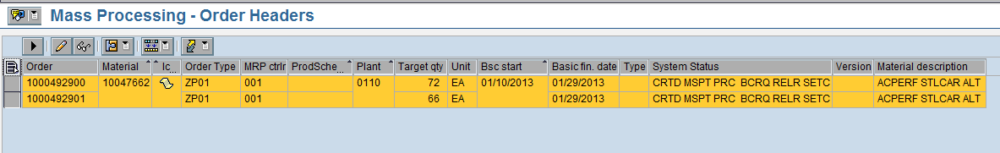 Mass Processing - Order Headers
Order Material Ic... Order Type MRP ctrlr ProdSche... Plant Target qty Unit Bsc start Basic fin. date Type System Status Version Material description
1000492900 10047662 ZP01 001 0110 72 EA 01/10/2013 01/29/2013 CRTD MSPT PRC BCRQ RELR SETC ACPERF STLCAR ALT
1000492901 ZP01 001 66 EA 01/29/2013 CRTD MSPT PRC BCRQ RELR SETC ACPERF STLCAR ALT